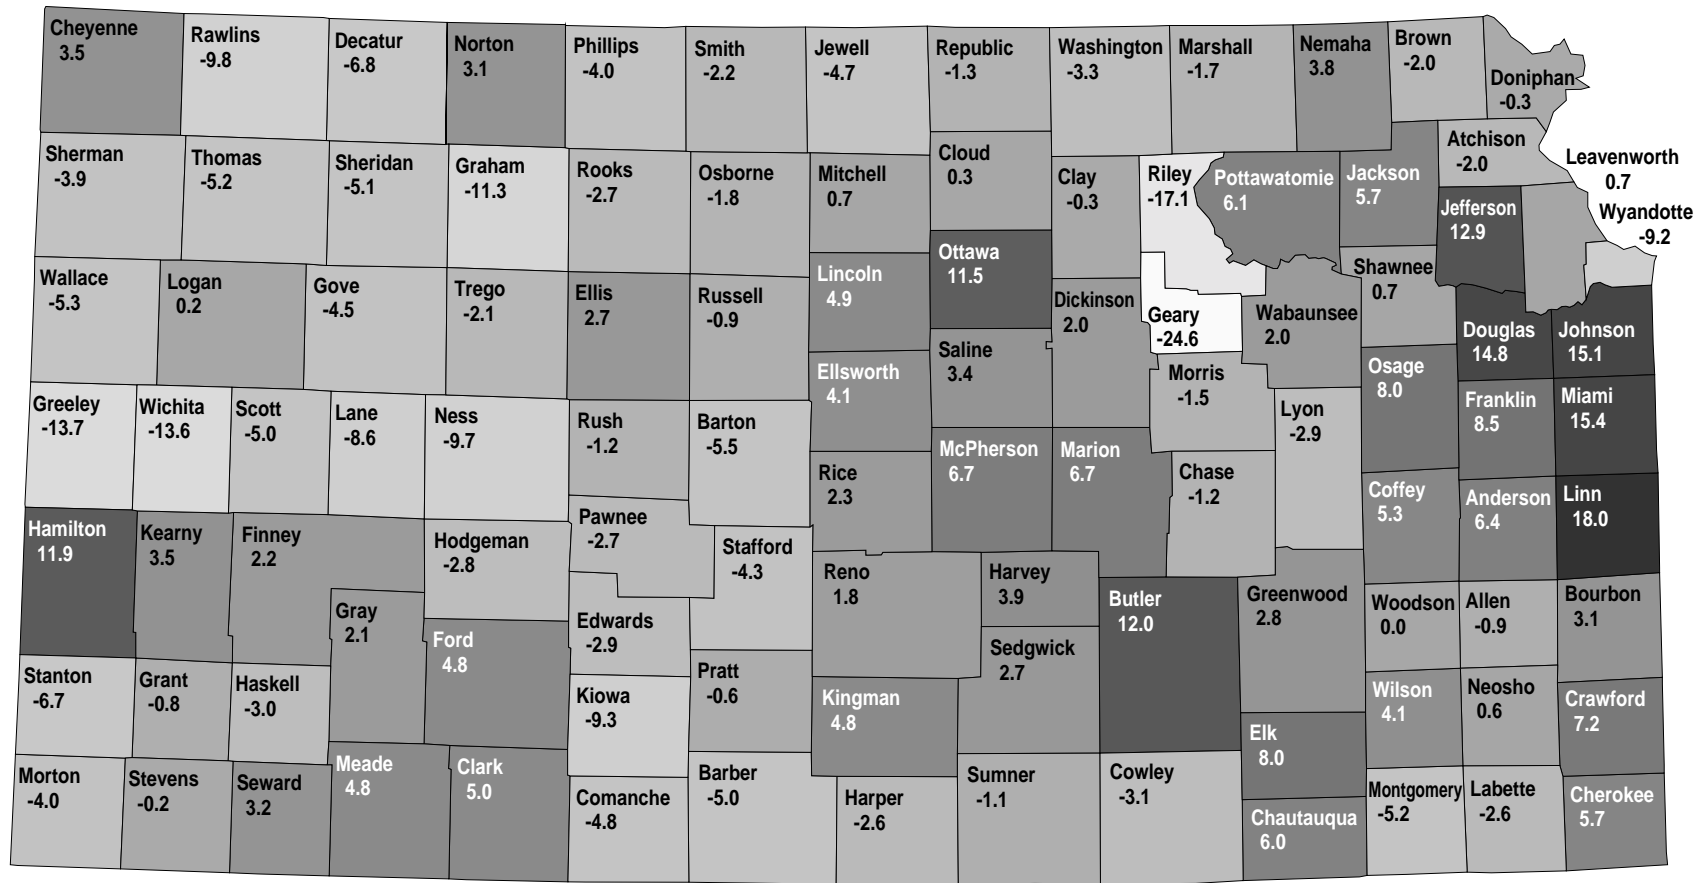 Cheyenne
3.5
Rawlins
-9.8
Decatur
-6.8
Norton
3.1
Phillips
-4.0
Smith
-2.2
Jewell
-4.7
Republic
-1.3
Washington
-3.3
Marshall
-1.7
Nemaha
3.8
Brown
-2.0
Doniphan
-0.3
Sherman
-3.9
Thomas
-5.2
Sheridan
-5.1
Graham
-11.3
Rooks
-2.7
Osborne
-1.8
Mitchell
0.7
Cloud
0.3
Clay
-0.3
Riley
-17.1
Pottawatomie
6.1
Jackson
5.7
Atchison
-2.0
Leavenworth
0.7
Jefferson
12.9
Wyandotte
-9.2
Wallace
-5.3
Logan
0.2
Gove
-4.5
Trego
-2.1
Ellis
2.7
Russell
-0.9
Lincoln
4.9
Ottawa
11.5
Dickinson
2.0
Geary
-24.6
Wabaunsee
2.0
Shawnee
0.7
Douglas
14.8
Johnson
15.1
Ellsworth
4.1
Saline
3.4
Morris
-1.5
Osage
8.0
Franklin
8.5
Miami
15.4
Greeley
-13.7
Wichita
-13.6
Scott
-5.0
Lane
-8.6
Ness
-9.7
Rush
-1.2
Barton
-5.5
Lyon
-2.9
Rice
2.3
McPherson
6.7
Marion
6.7
Chase
-1.2
Coffey
5.3
Anderson
6.4
Linn
18.0
Hamilton
11.9
Kearny
3.5
Finney
2.2
Hodgeman
-2.8
Pawnee
-2.7
Stafford
-4.3
Reno
1.8
Harvey
3.9
Butler
12.0
Greenwood
2.8
Woodson
0.0
Allen
-0.9
Bourbon
3.1
Gray
2.1
Ford
4.8
Edwards
-2.9
Sedgwick
2.7
Stanton
-6.7
Grant
-0.8
Haskell
-3.0
Kiowa
-9.3
Pratt
-0.6
Kingman
4.8
Wilson
4.1
Neosho
0.6
Crawford
7.2
Elk
8.0
Morton
-4.0
Stevens
-0.2
Seward
3.2
Meade
4.8
Clark
5.0
Comanche
-4.8
Barber
-5.0
Harper
-2.6
Sumner
-1.1
Cowley
-3.1
Chautauqua
6.0
Montgomery
-5.2
Labette
-2.6
Cherokee
5.7